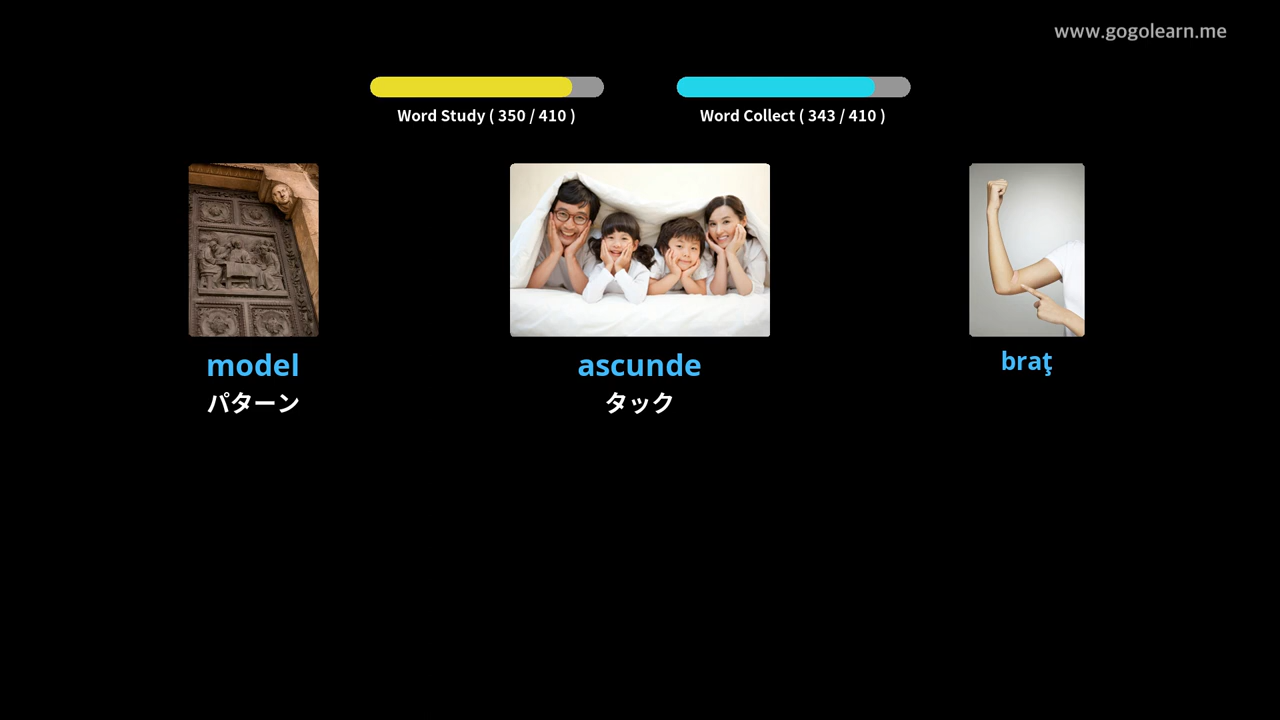 www.gogolearn.me
Word Study ( 350 / 410 )
Word Collect ( 343 / 410 )
model
パターン
ascunde
タック
braţ